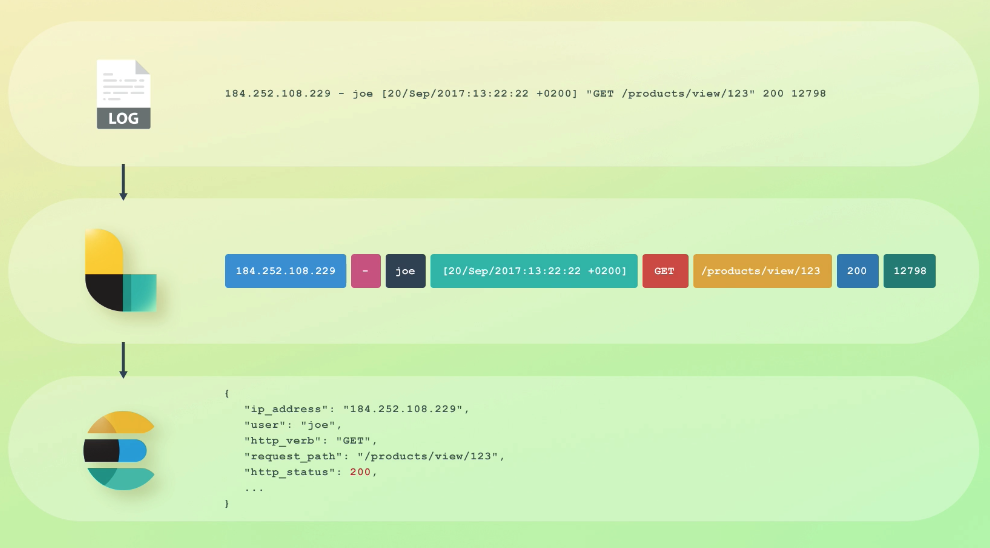 LOG
184.252.108.229 - joe [20/Sep/2017:13:22:22 +0200] "GET /products/view/123" 200 12798
184.252.108.229 - joe [20/Sep/2017:13:22:22 +0200] GET /products/view/123 200 12798
{
"ip_address": "184.252.108.229",
"user": "joe",
"http_verb": "GET",
"request_path": "/products/view/123",
"http_status": 200,
...
}